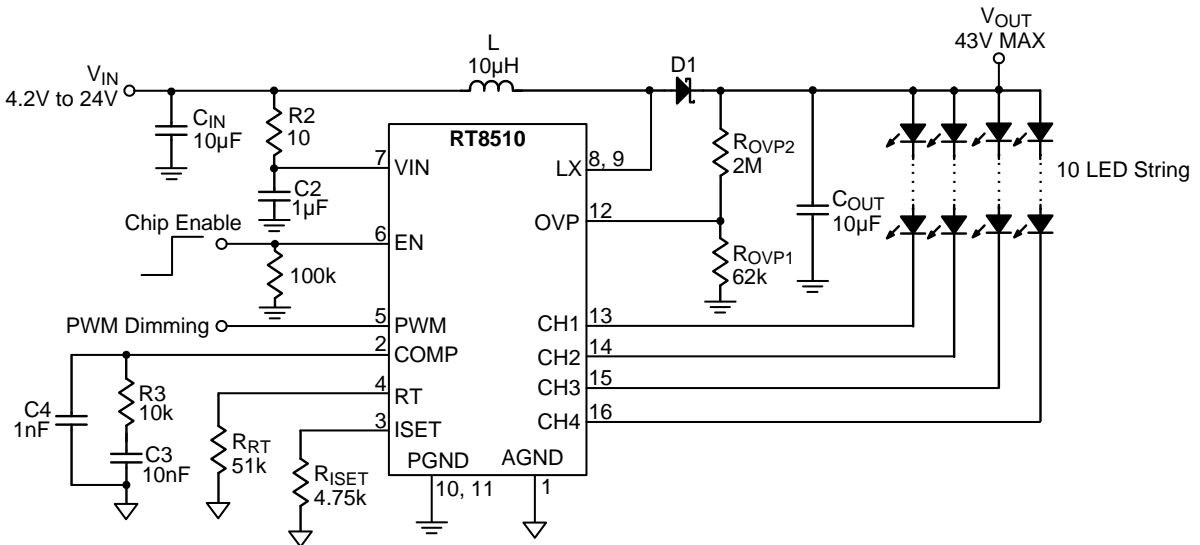 VOUT
43V MAX
L
10µH
D1
VIN
4.2V to 24V
CIN
10µF
R2
10
RT8510
7
VIN
LX
8, 9
ROVP2
2M
10 LED String
C2
1µF
OVP
12
COUT
10µF
Chip Enable
6
EN
ROVP1
62k
100k
PWM Dimming
5
PWM
CH1
13
2
COMP
CH2
14
R3
10k
4
RT
CH3
15
C4
1nF
3
ISET
CH4
16
C3
10nF
RRT
51k
RISET
4.75k
PGND
AGND
10, 11
1